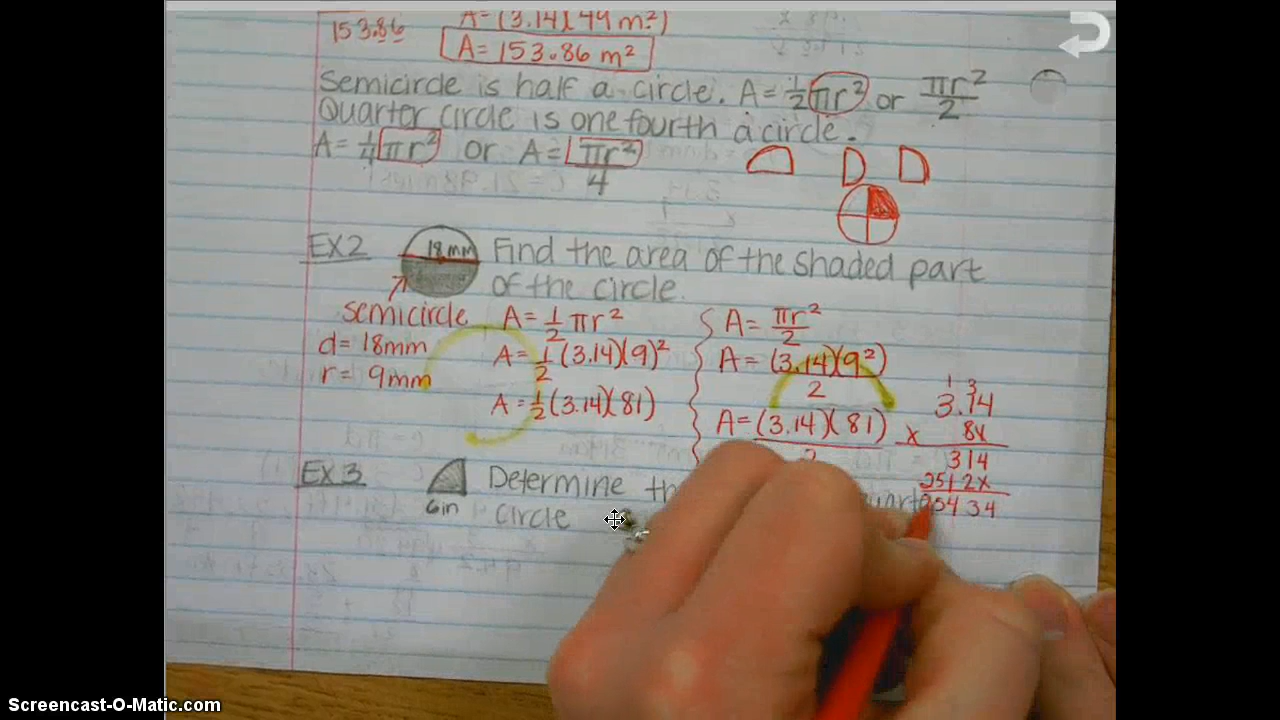 153.86
A=(3.14)(49 m²)
A=153.86 m²
Semicircle is half a circle. A=½πr² or πr²/2
Quarter circle is one fourth a circle.
A=¼πr² or A=πr²/4
EX2 18mm Find the area of the shaded part
of the circle.
semicircle
d=18mm
r=9mm
A=½πr²
A=½(3.14)(9)²
A=½(3.14)(81)
A=πr²/2
A=(3.14)(9²)
2
A=(3.14)(81)
1 3
3.14
x 81
314
2512x
25434
EX3 6in Determine
circle
Screencast-O-Matic.com